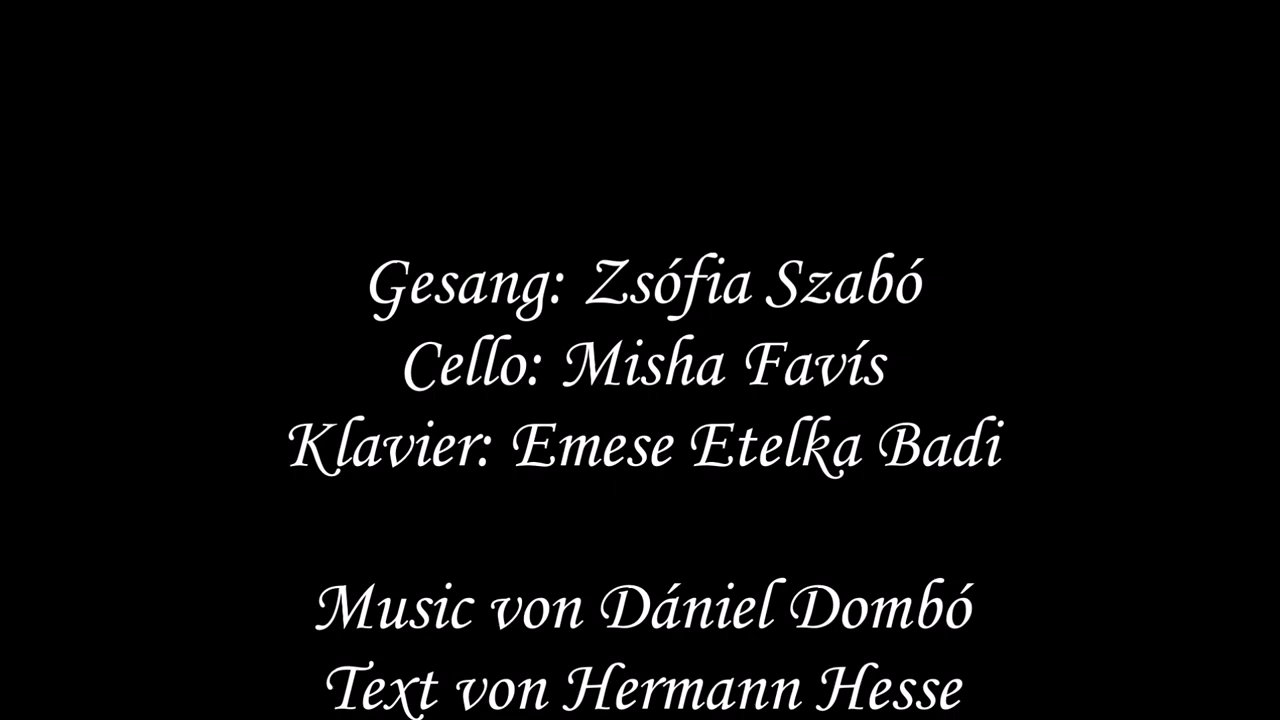 Gesang: Zsófia Szabó
Cello: Misha Favís
Klavier: Emese Etelka Badi
Music von Dániel Dombó
Text von Hermann Hesse